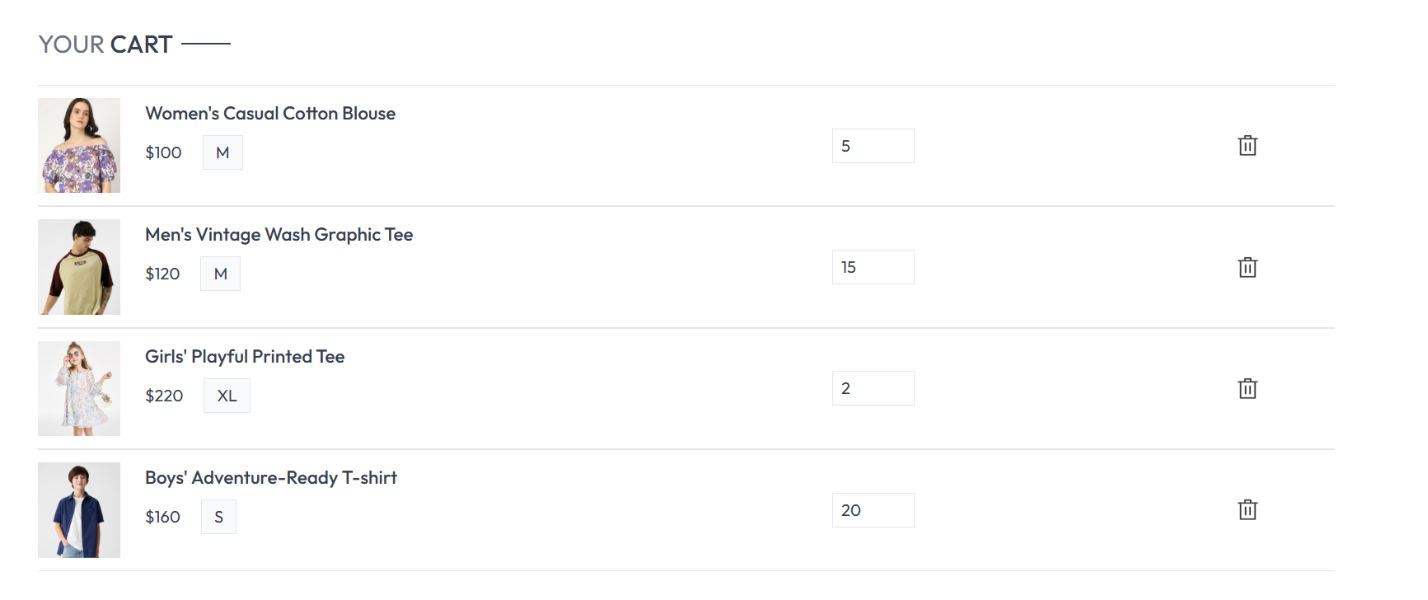 YOUR CART
Women's Casual Cotton Blouse
$100 M 5
Men's Vintage Wash Graphic Tee
$120 M 15
Girls' Playful Printed Tee
$220 XL 2
Boys' Adventure-Ready T-shirt
$160 S 20